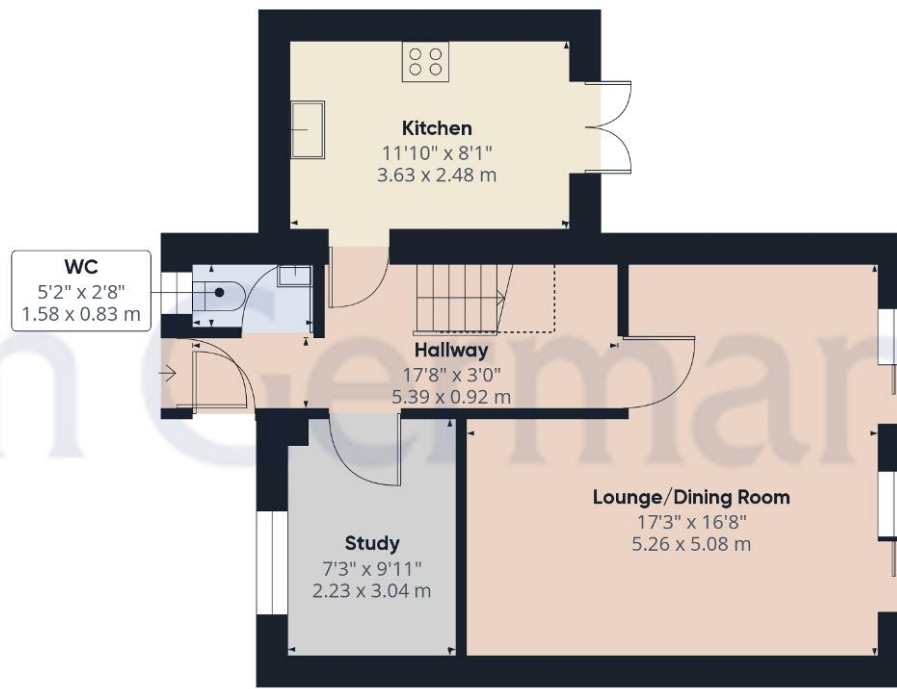 Kitchen
11'10" x 8'1"
3.63 x 2.48 m
WC
5'2" x 2'8"
1.58 x 0.83 m
Hallway
17'8" x 3'0"
5.39 x 0.92 m
n German
Lounge/Dining Room
17'3" x 16'8"
5.26 x 5.08 m
Study
7'3" x 9'11"
2.23 x 3.04 m